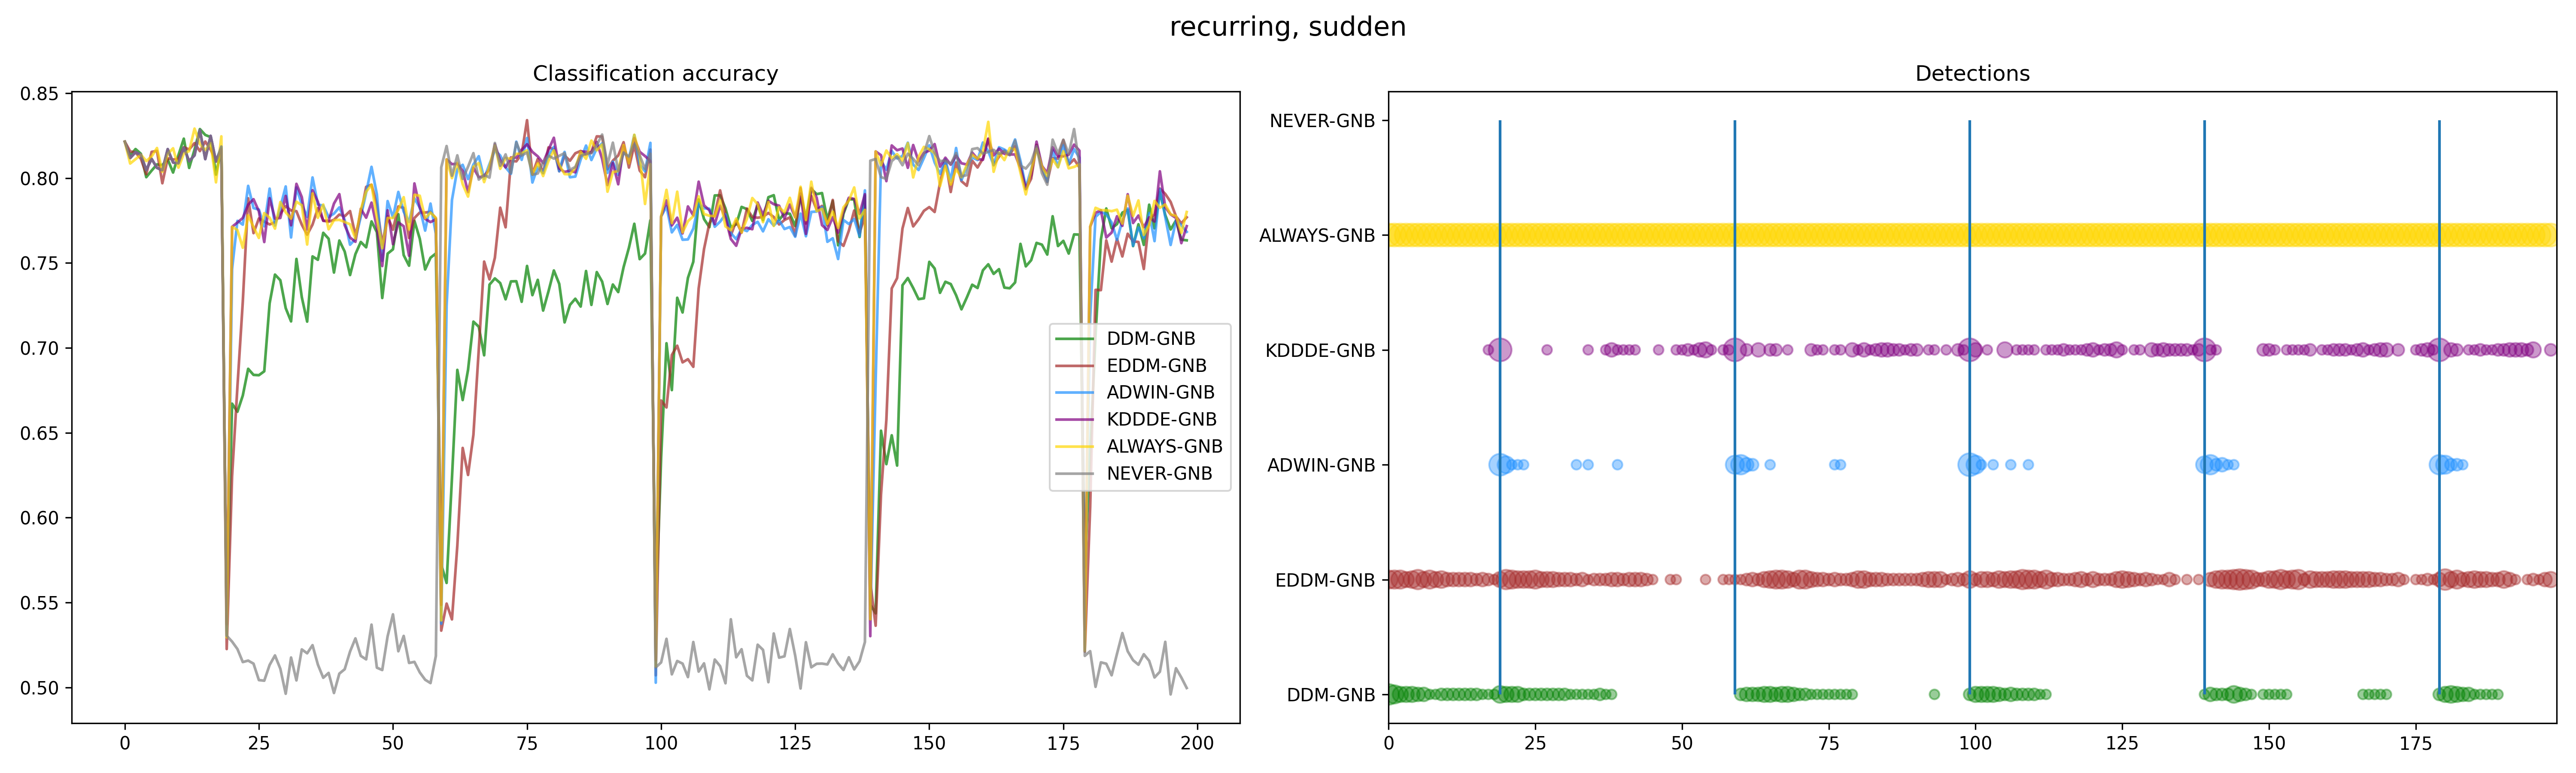 recurring, sudden
Classification accuracy
0.85
0.80
0.75
0.70
0.65
0.60
0.55
0.50
0
25
50
75
100
125
150
175
200
DDM-GNB
EDDM-GNB
ADWIN-GNB
KDDDE-GNB
ALWAYS-GNB
NEVER-GNB
Detections
NEVER-GNB
ALWAYS-GNB
KDDDE-GNB
ADWIN-GNB
EDDM-GNB
DDM-GNB
0
25
50
75
100
125
150
175